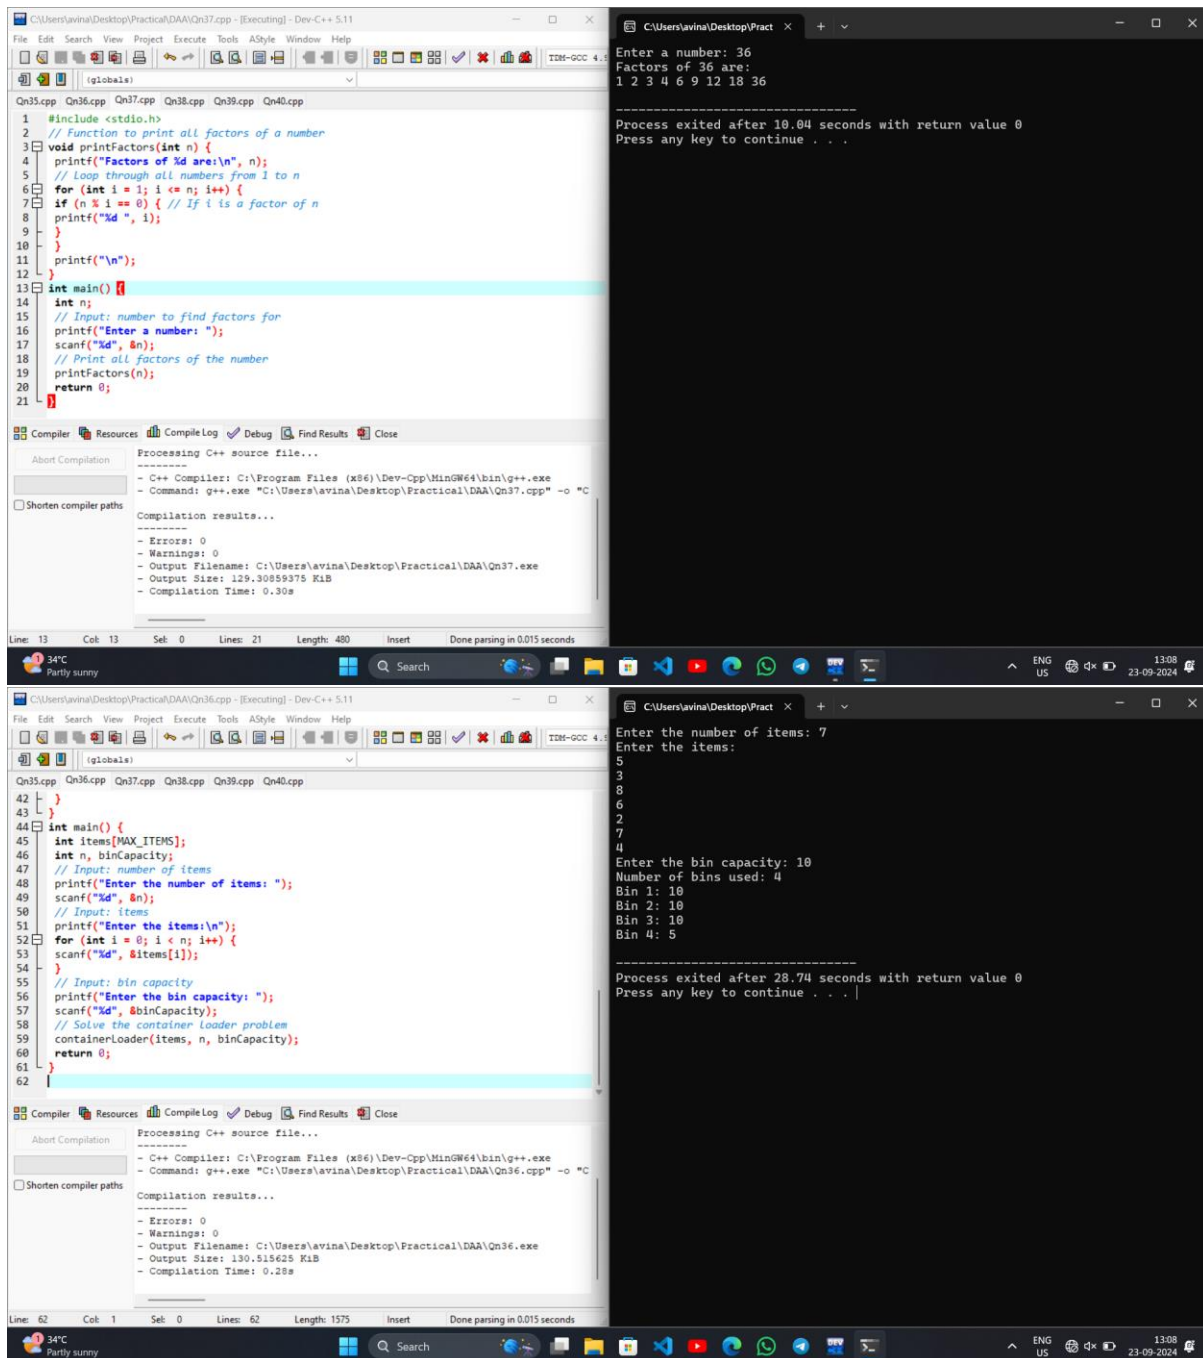 C:\Users\avina\Desktop\Practical\DAA\Qn37.cpp - [Executing] - Dev-C++ 5.11
File Edit Search View Project Execute Tools AStyle Window Help
TDM-GCC 4.9
(globals)
Qn35.cpp Qn36.cpp Qn37.cpp Qn38.cpp Qn39.cpp Qn40.cpp
1 #include <stdio.h>
2 // Function to print all factors of a number
3 void printFactors(int n) {
4 printf("Factors of %d are:\n", n);
5 // Loop through all numbers from 1 to n
6 for (int i = 1; i <= n; i++) {
7 if (n % i == 0) { // If i is a factor of n
8 printf("%d ", i);
9 }
10 }
11 printf("\n");
12 }
13 int main() {
14 int n;
15 // Input: number to find factors for
16 printf("Enter a number: ");
17 scanf("%d", &n);
18 // Print all factors of the number
19 printFactors(n);
20 return 0;
21 }
Compiler Resources Compile Log Debug Find Results Close
Abort Compilation
Shorten compiler paths
Processing C++ source file...
--------
- C++ Compiler: C:\Program Files (x86)\Dev-Cpp\MinGW64\bin\g++.exe
- Command: g++.exe "C:\Users\avina\Desktop\Practical\DAA\Qn37.cpp" -o "C
Compilation results...
--------
- Errors: 0
- Warnings: 0
- Output Filename: C:\Users\avina\Desktop\Practical\DAA\Qn37.exe
- Output Size: 129.30859375 KiB
- Compilation Time: 0.30s
Line: 13 Col: 13 Sel: 0 Lines: 21 Length: 480 Insert Done parsing in 0.015 seconds
C:\Users\avina\Desktop\Pract
Enter a number: 36
Factors of 36 are:
1 2 3 4 6 9 12 18 36
--------------------------------
Process exited after 10.04 seconds with return value 0
Press any key to continue . . .
1
34°C
Partly sunny
Search
DEV
ENG
US
13:08
23-09-2024
C:\Users\avina\Desktop\Practical\DAA\Qn36.cpp - [Executing] - Dev-C++ 5.11
File Edit Search View Project Execute Tools AStyle Window Help
TDM-GCC 4.9
(globals)
Qn35.cpp Qn36.cpp Qn37.cpp Qn38.cpp Qn39.cpp Qn40.cpp
42 }
43 }
44 int main() {
45 int items[MAX_ITEMS];
46 int n, binCapacity;
47 // Input: number of items
48 printf("Enter the number of items: ");
49 scanf("%d", &n);
50 // Input: items
51 printf("Enter the items:\n");
52 for (int i = 0; i < n; i++) {
53 scanf("%d", &items[i]);
54 }
55 // Input: bin capacity
56 printf("Enter the bin capacity: ");
57 scanf("%d", &binCapacity);
58 // Solve the container loader problem
59 containerLoader(items, n, binCapacity);
60 return 0;
61 }
62
Compiler Resources Compile Log Debug Find Results Close
Abort Compilation
Shorten compiler paths
Processing C++ source file...
--------
- C++ Compiler: C:\Program Files (x86)\Dev-Cpp\MinGW64\bin\g++.exe
- Command: g++.exe "C:\Users\avina\Desktop\Practical\DAA\Qn36.cpp" -o "C
Compilation results...
--------
- Errors: 0
- Warnings: 0
- Output Filename: C:\Users\avina\Desktop\Practical\DAA\Qn36.exe
- Output Size: 130.515625 KiB
- Compilation Time: 0.28s
Line: 62 Col: 1 Sel: 0 Lines: 62 Length: 1575 Insert Done parsing in 0.015 seconds
C:\Users\avina\Desktop\Pract
Enter the number of items: 7
Enter the items:
5
3
8
6
2
7
4
Enter the bin capacity: 10
Number of bins used: 4
Bin 1: 10
Bin 2: 10
Bin 3: 10
Bin 4: 5
--------------------------------
Process exited after 28.74 seconds with return value 0
Press any key to continue . . .
1
34°C
Partly sunny
Search
DEV
ENG
US
13:08
23-09-2024